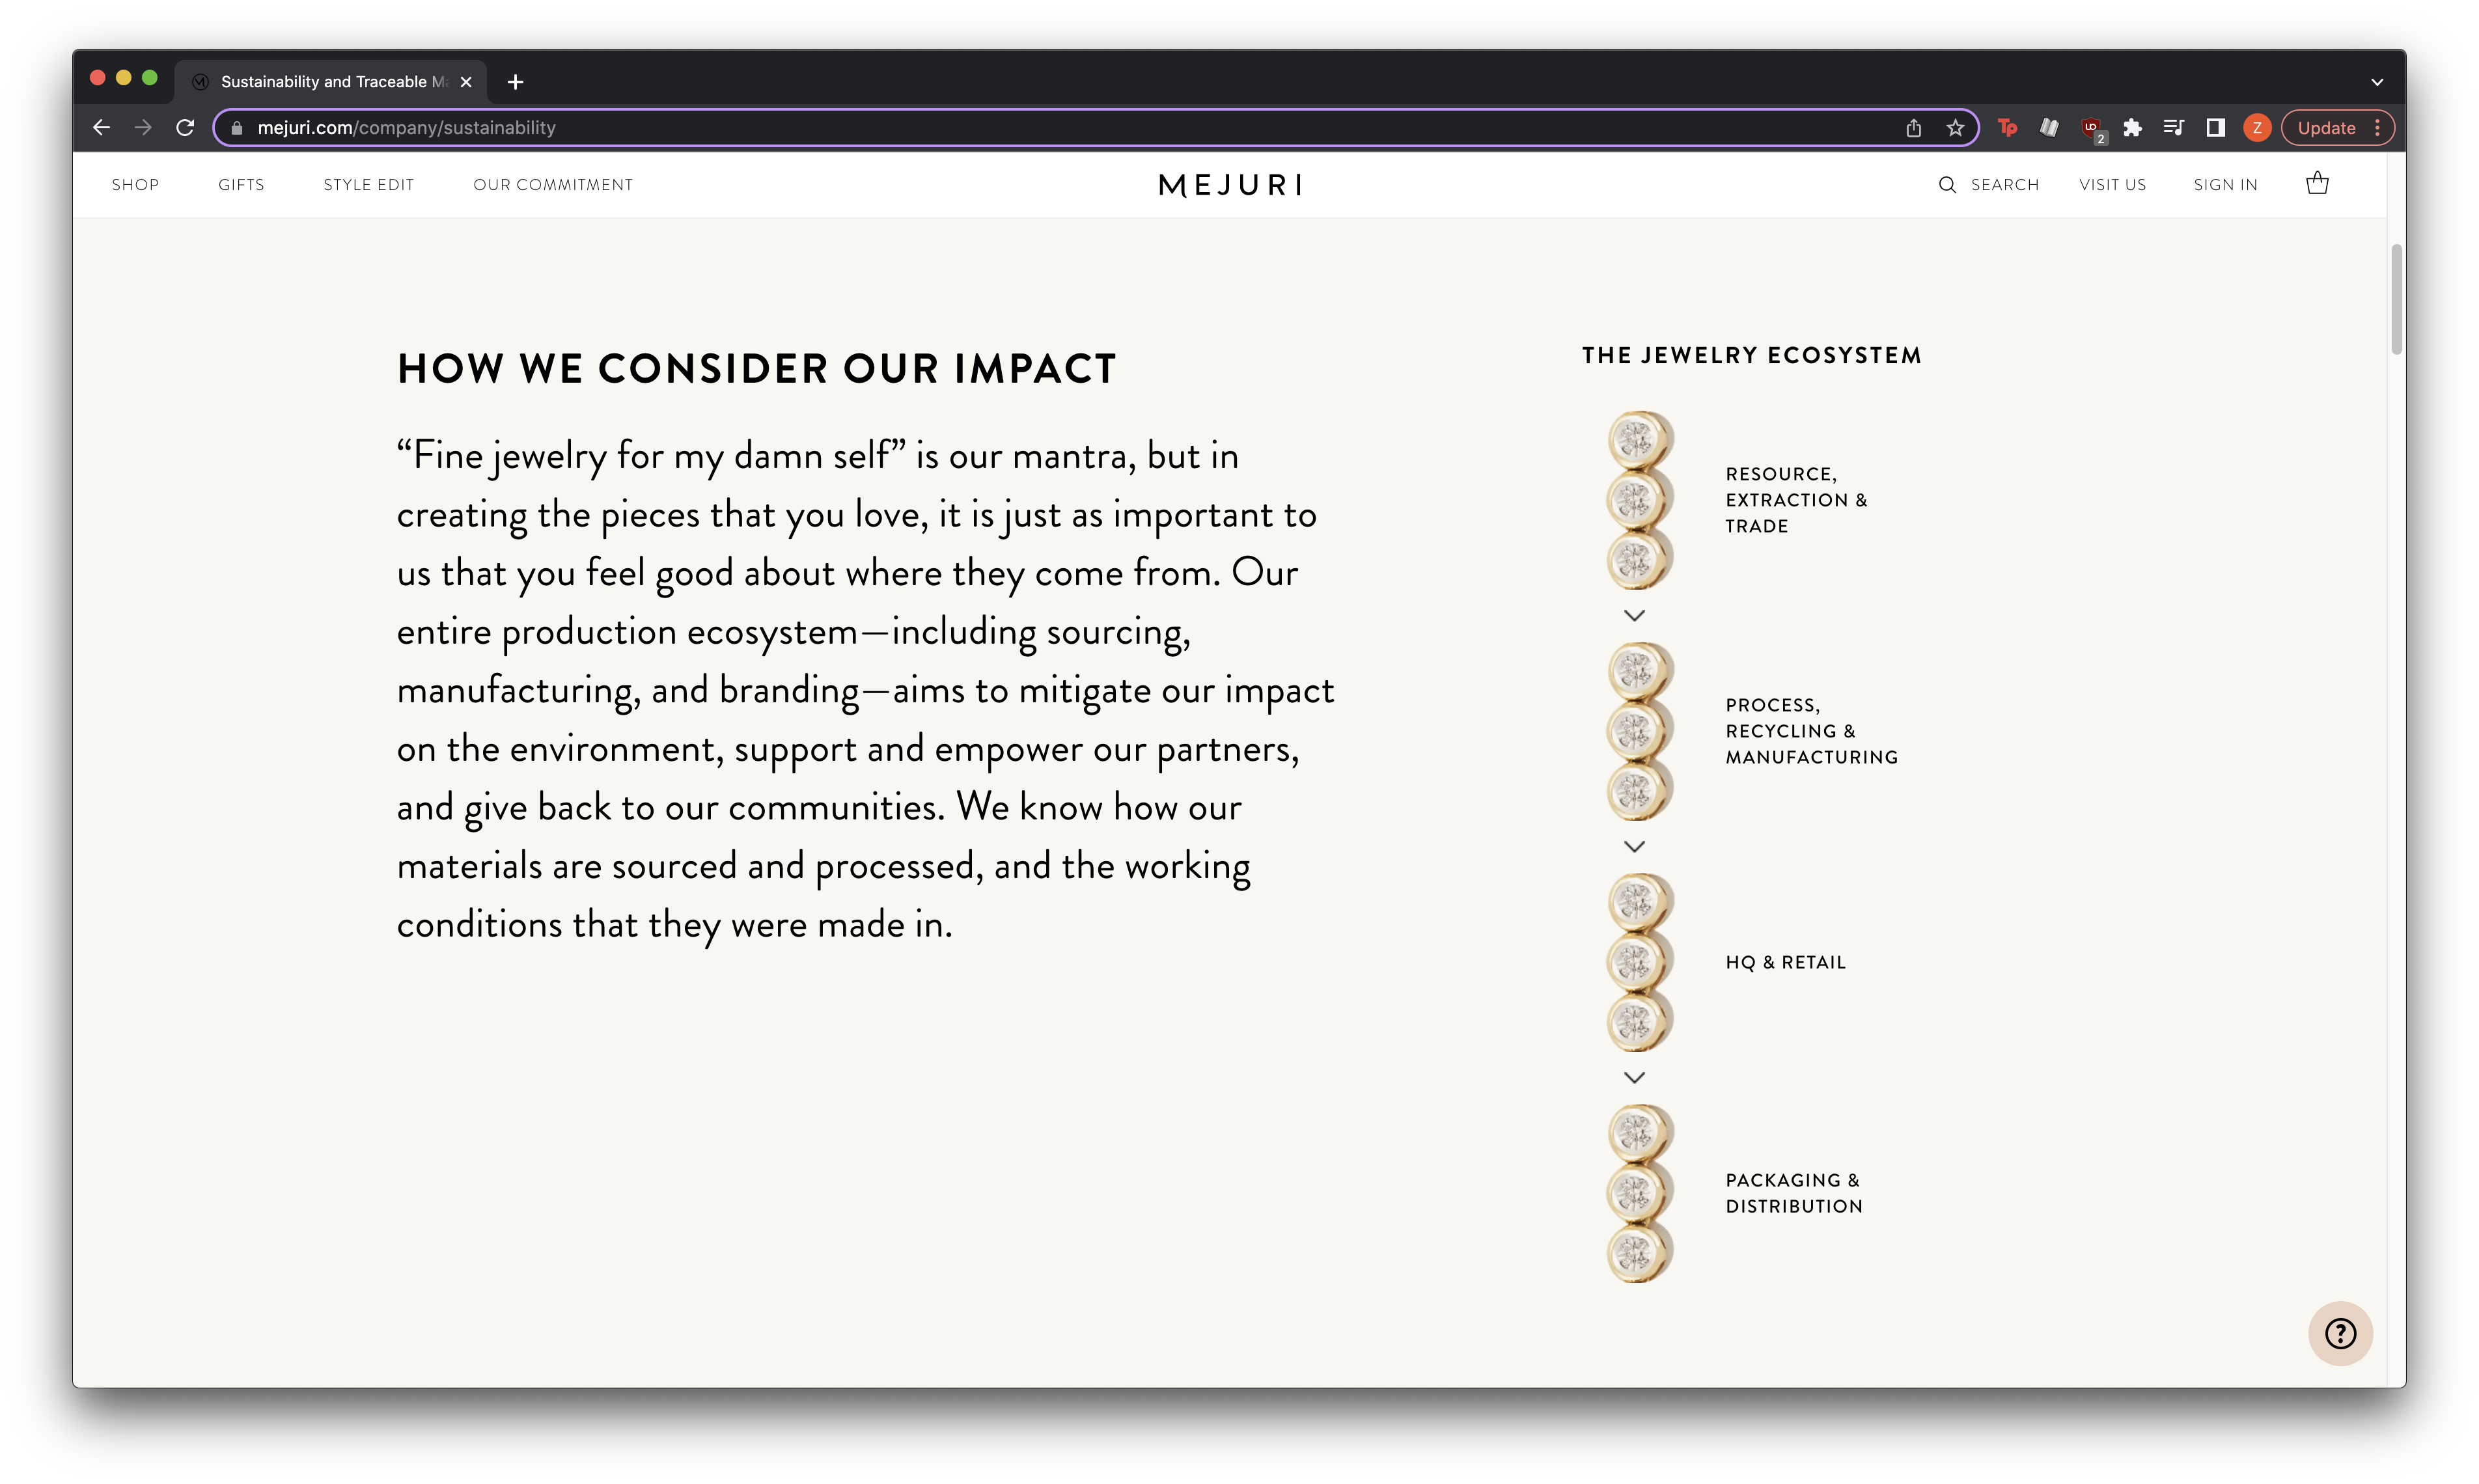 Sustainability and Traceable
mejuri.com/company/sustainability
Tp
UD
2
Z
Update
SHOP
GIFTS
STYLE EDIT
OUR COMMITMENT
MEJURI
SEARCH
VISIT US
SIGN IN
HOW WE CONSIDER OUR IMPACT
“Fine jewelry for my damn self” is our mantra, but in
creating the pieces that you love, it is just as important to
us that you feel good about where they come from. Our
entire production ecosystem—including sourcing,
manufacturing, and branding—aims to mitigate our impact
on the environment, support and empower our partners,
and give back to our communities. We know how our
materials are sourced and processed, and the working
conditions that they were made in.
THE JEWELRY ECOSYSTEM
RESOURCE,
EXTRACTION &
TRADE
PROCESS,
RECYCLING &
MANUFACTURING
HQ & RETAIL
PACKAGING &
DISTRIBUTION
?